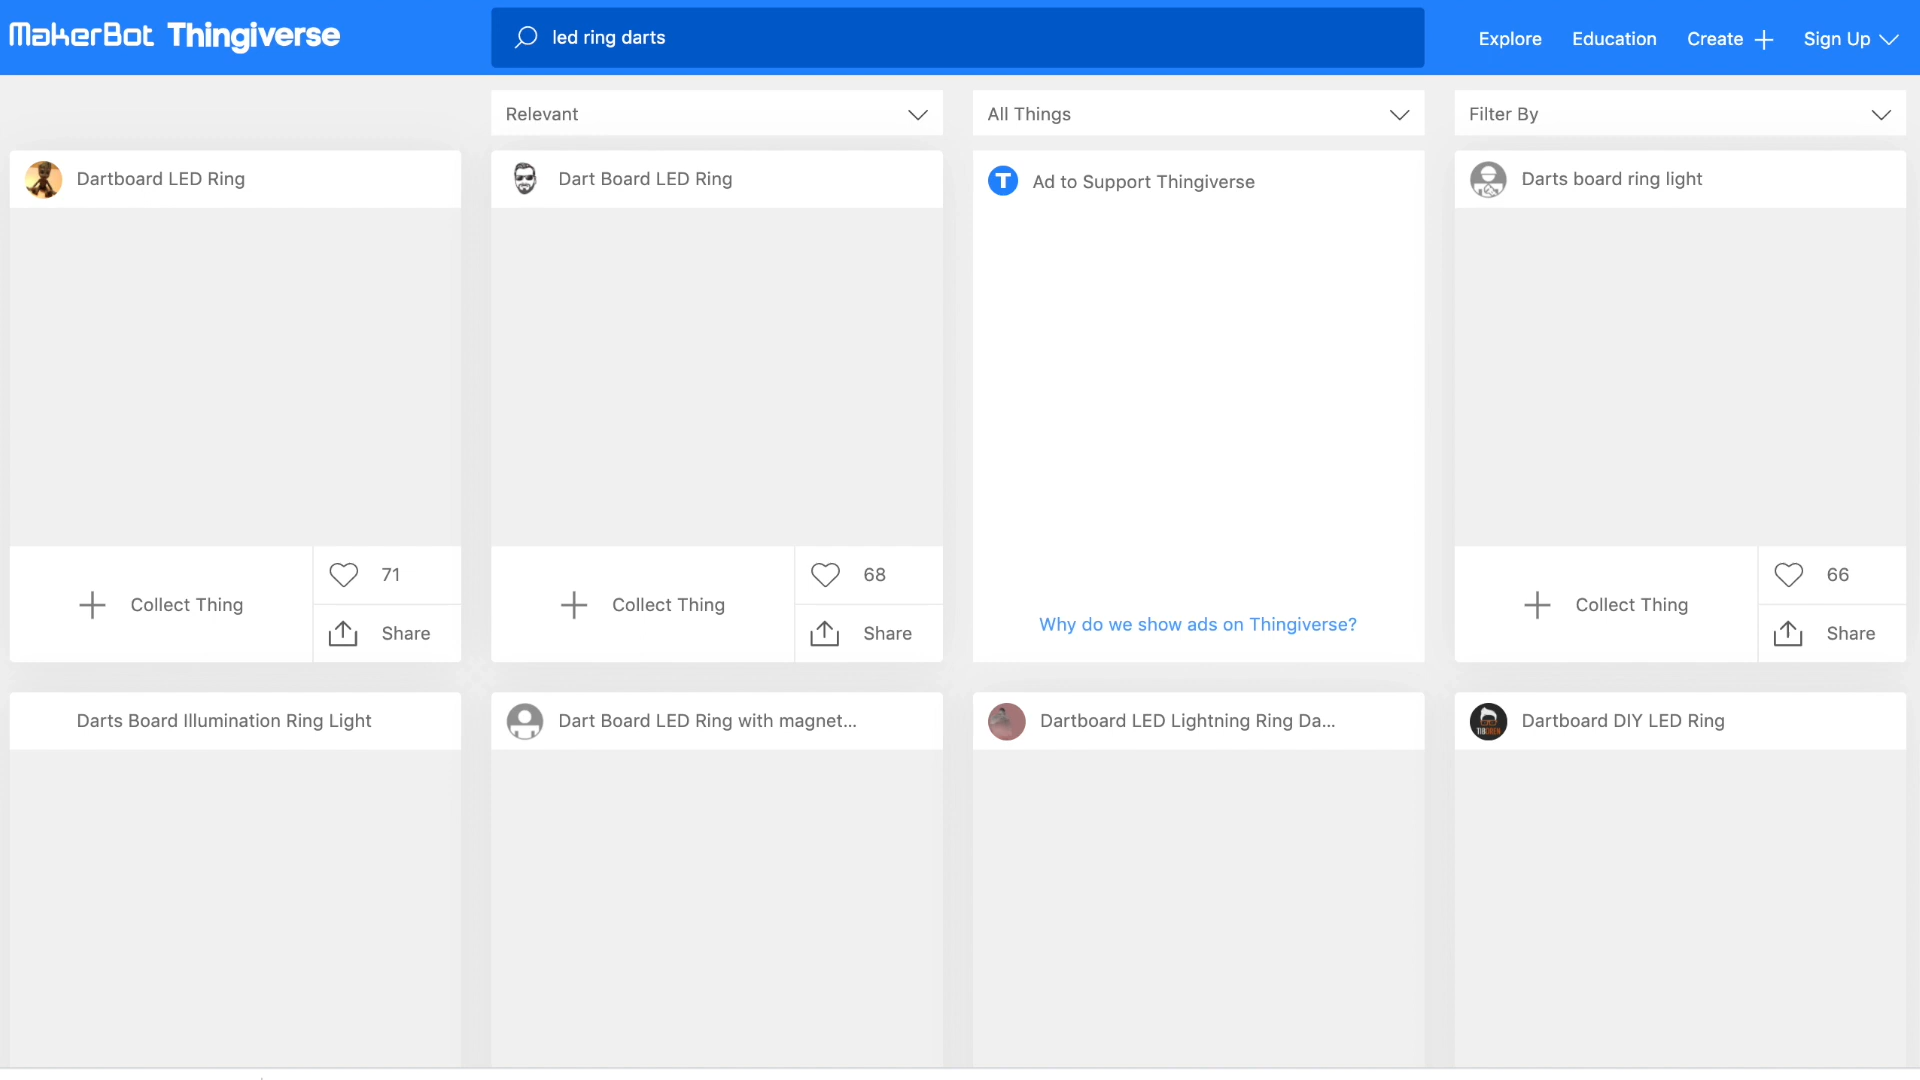 MakerBot Thingiverse
led ring darts
Explore
Education
Create
Sign Up
Relevant
All Things
Filter By
Dartboard LED Ring
Dart Board LED Ring
Ad to Support Thingiverse
Darts board ring light
Collect Thing
71
Share
Collect Thing
68
Share
Why do we show ads on Thingiverse?
Collect Thing
66
Share
Darts Board Illumination Ring Light
Dart Board LED Ring with magnet...
Dartboard LED Lightning Ring Da...
Dartboard DIY LED Ring